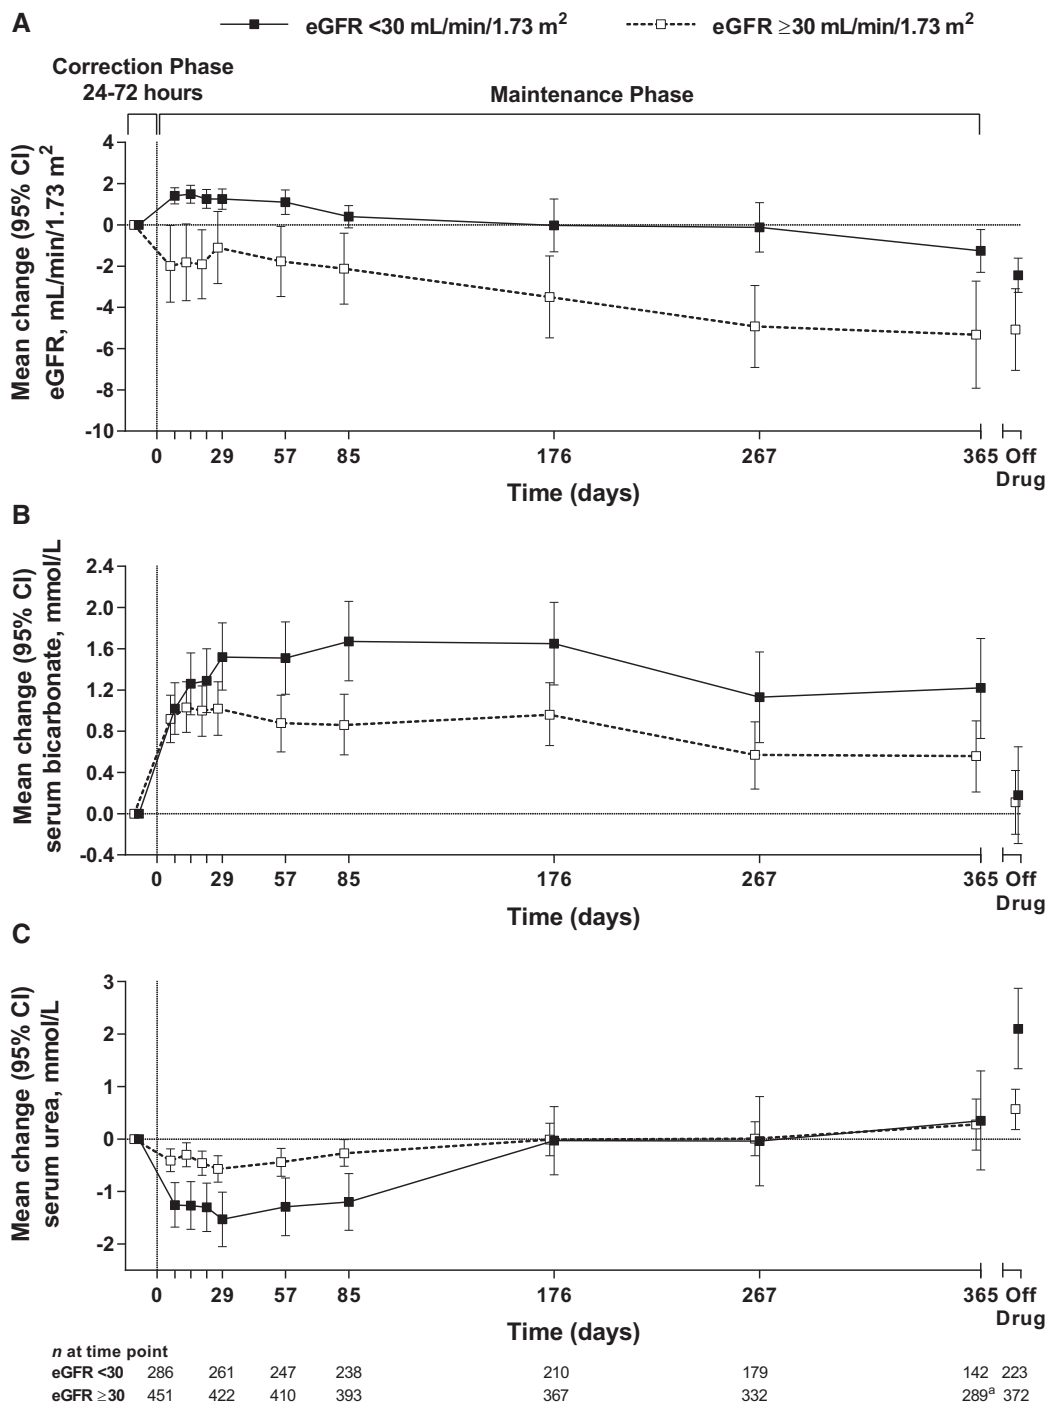 A
eGFR <30 mL/min/1.73 m²
eGFR ≥30 mL/min/1.73 m²
Correction Phase
24-72 hours
Maintenance Phase
Mean change (95% CI)
eGFR, mL/min/1.73 m²
4
2
0
-2
-4
-6
-8
-10
0 29 57 85 176 267 365 Off
Drug
Time (days)
B
Mean change (95% CI)
serum bicarbonate, mmol/L
2.4
2.0
1.6
1.2
0.8
0.4
0.0
-0.4
0 29 57 85 176 267 365 Off
Drug
Time (days)
C
Mean change (95% CI)
serum urea, mmol/L
3
2
1
0
-1
-2
0 29 57 85 176 267 365 Off
Drug
Time (days)
n at time point
eGFR <30 286 261 247 238 210 179 142 223
eGFR ≥30 451 422 410 393 367 332 289ᵃ 372